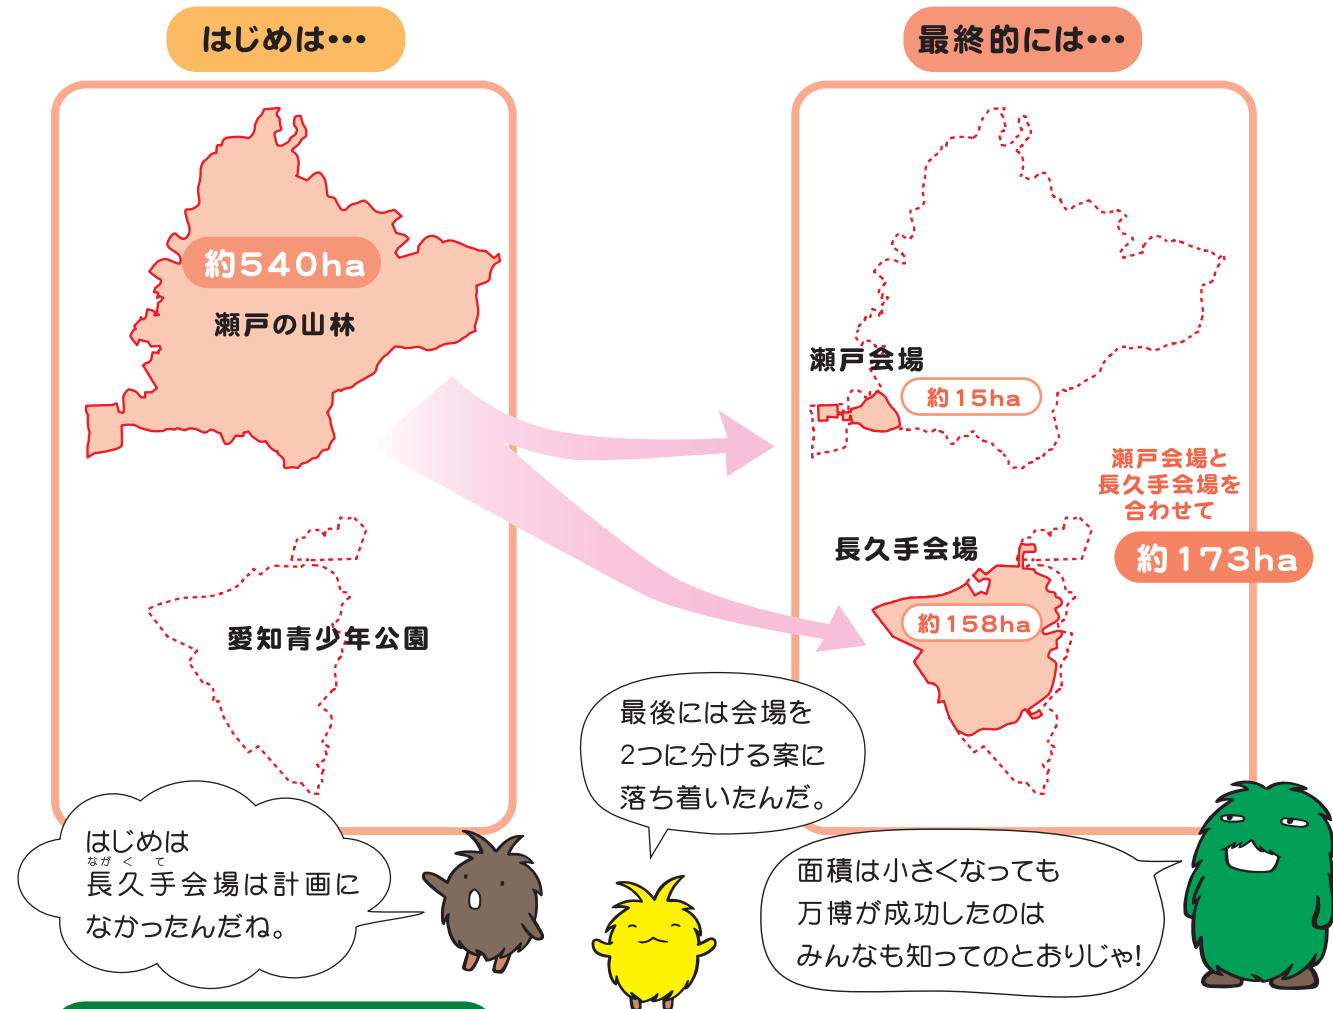 はじめは…
約540ha
瀬戸の山林
愛知青少年公園
はじめは
ながくて
長久手会場は計画に
なかったんだね。
最終的には…
瀬戸会場
約15ha
瀬戸会場と
長久手会場を
合わせて
約173ha
長久手会場
約158ha
最後には会場を
2つに分ける案に
落ち着いたんだ。
面積は小さくなっても
万博が成功したのは
みんなも知ってのとおりじゃ!